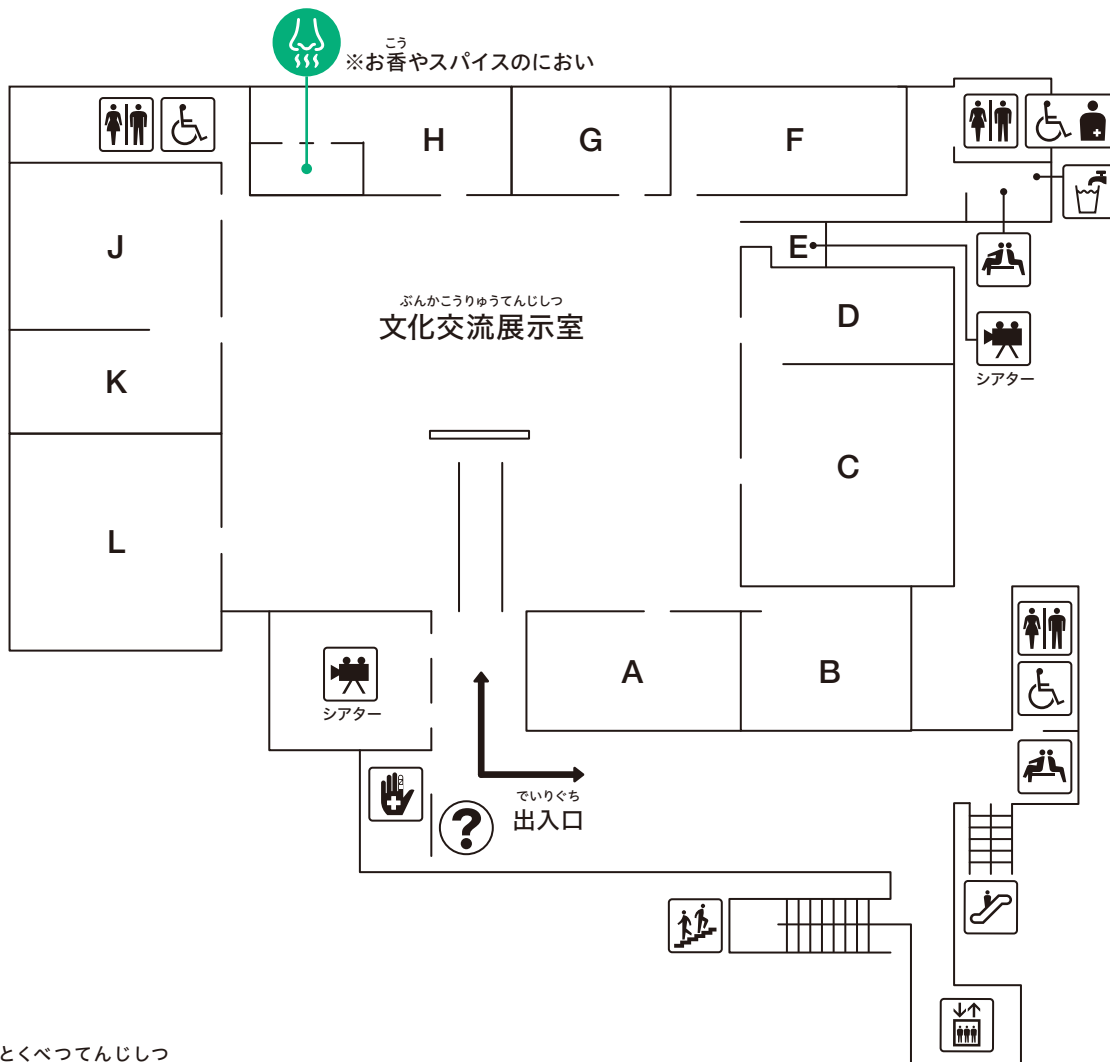 こう
※お香やスパイスのにおい
H
G
F
J
E
ぶんかこうりゅうてんじしつ
文化交流展示室
D
K
シアター
C
L
A
B
シアター
?
でいりぐち
出入口
とくべつてんじしつ